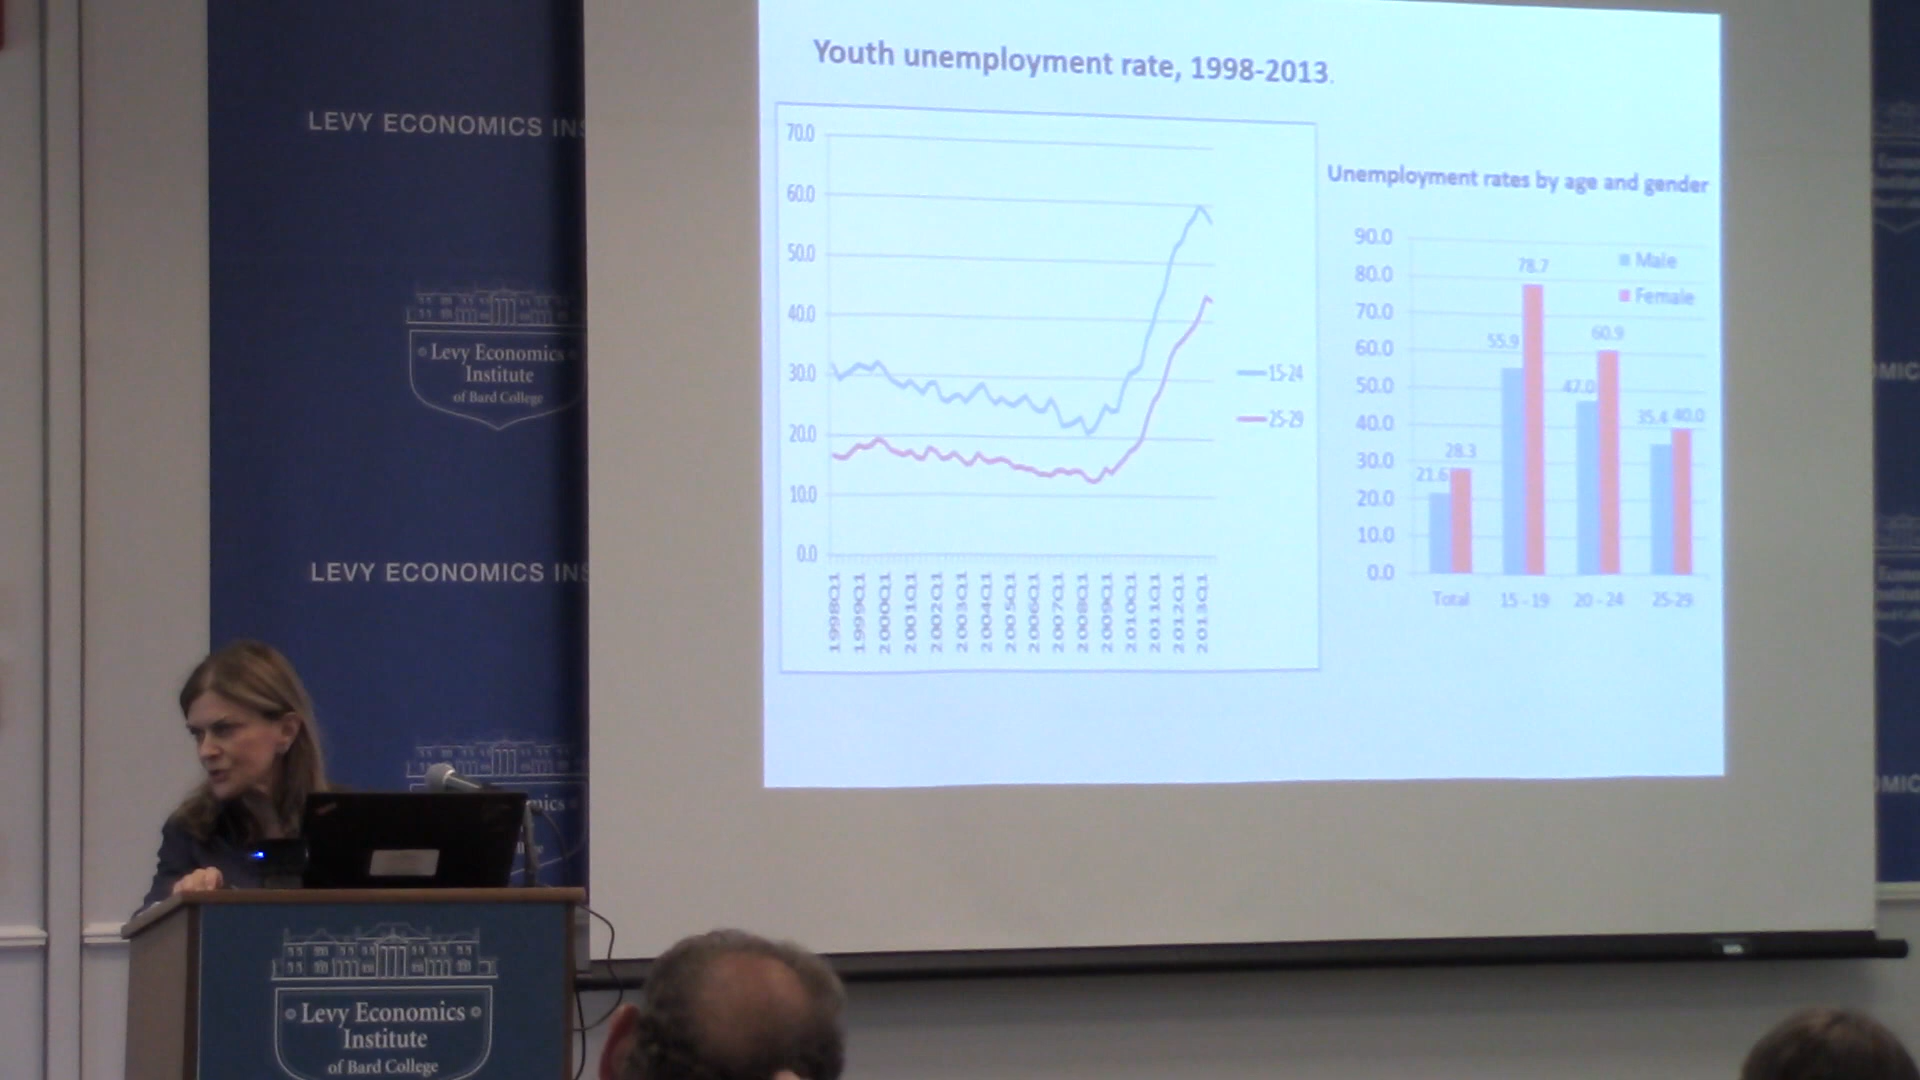 Youth unemployment rate, 1998-2013.
70.0
60.0
50.0
40.0
30.0
20.0
10.0
0.0
1998Q1
1999Q1
2000Q1
2001Q1
2002Q1
2003Q1
2004Q1
2005Q1
2006Q1
2007Q1
2008Q1
2009Q1
2010Q1
2011Q1
2012Q1
2013Q1
15-24
25-29
Unemployment rates by age and gender
90.0
80.0
70.0
60.0
50.0
40.0
30.0
20.0
10.0
0.0
Male
Female
21.6
28.3
55.9
78.7
47.0
60.9
35.4
40.0
Total
15 - 19
20 - 24
25-29
LEVY ECONOMICS INS
Levy Economics
Institute
of Bard College
LEVY ECONOMICS INS
Levy Economics
Institute
of Bard College